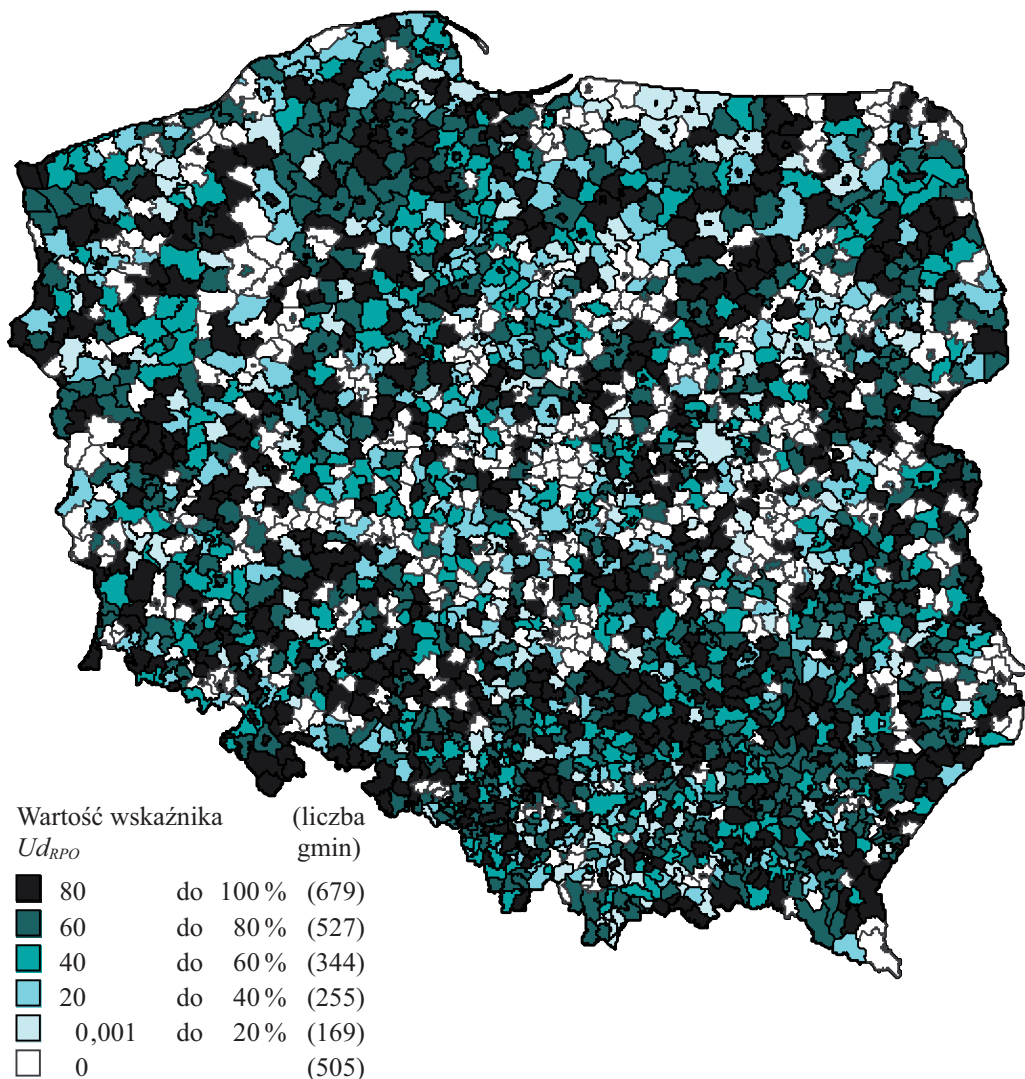 Wartość wskaźnika (liczba
Ud_RPO gmin)
80 do 100 % (679)
60 do 80 % (527)
40 do 60 % (344)
20 do 40 % (255)
0,001 do 20 % (169)
0 (505)